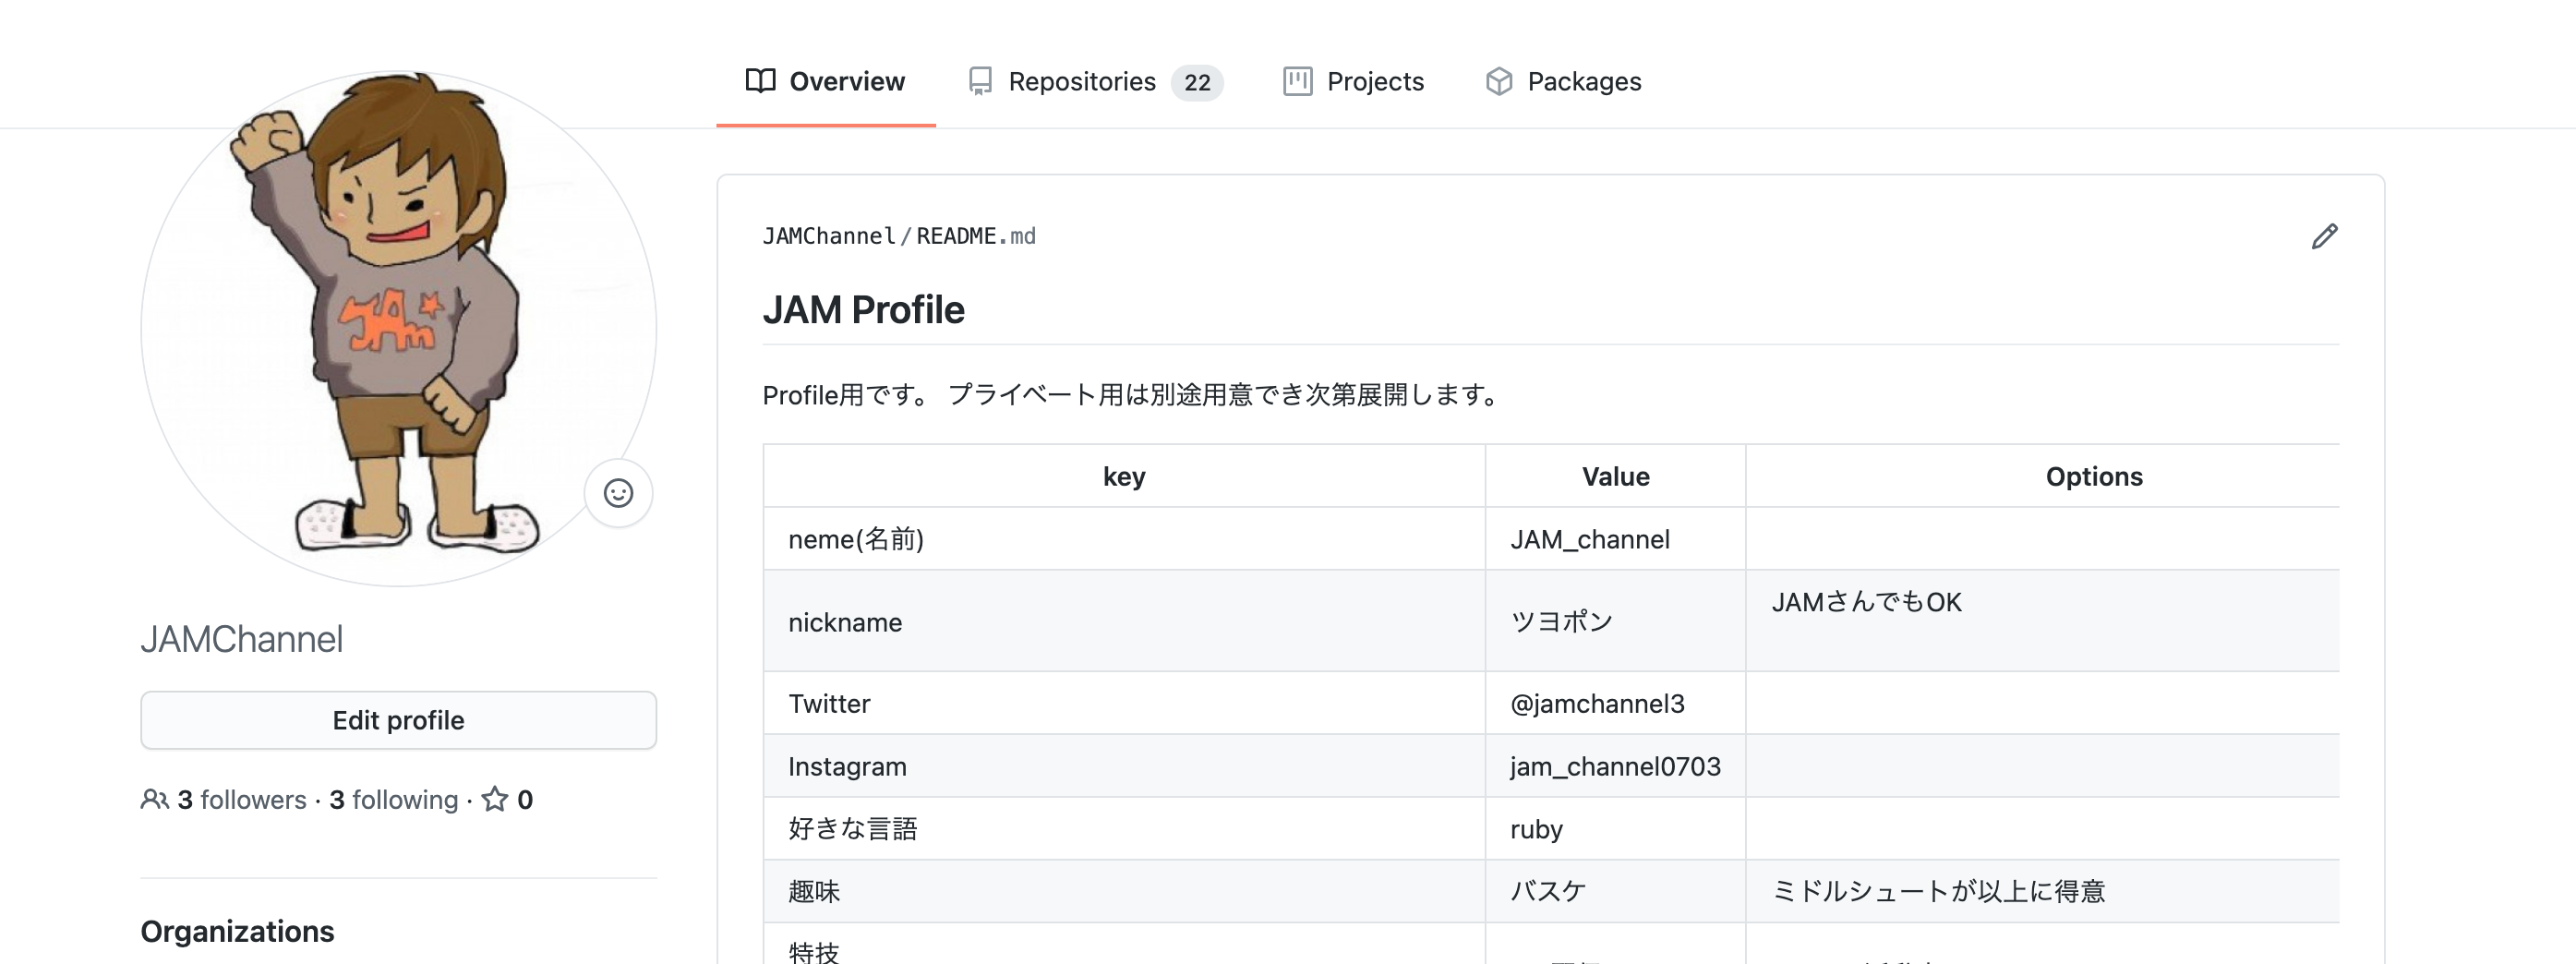 Overview
Repositories 22
Projects
Packages
JAm
JAMChannel
Edit profile
3 followers · 3 following · 0
Organizations
JAMChannel/README.md
JAM Profile
Profile用です。 プライベート用は別途用意でき次第展開します。
key Value Options
neme(名前) JAM_channel
nickname ツヨポン JAMさんでもOK
Twitter @jamchannel3
Instagram jam_channel0703
好きな言語 ruby
趣味 バスケ ミドルシュートが以上に得意
特技